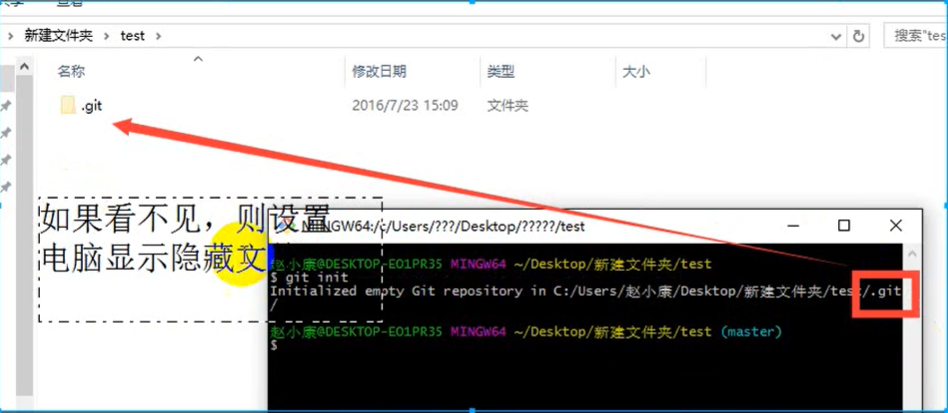 新建文件夹 > test >
搜索"tes
名称 修改日期 类型 大小
.git 2016/7/23 15:09 文件夹
如果看不见，则设置
电脑显示隐藏文
MINGW64:/c/Users/???/Desktop/?????/test
赵小康@DESKTOP-EO1PR35 MINGW64 ~/Desktop/新建文件夹/test
$ git init
Initialized empty Git repository in C:/Users/赵小康/Desktop/新建文件夹/test/.git
/
赵小康@DESKTOP-EO1PR35 MINGW64 ~/Desktop/新建文件夹/test (master)
$